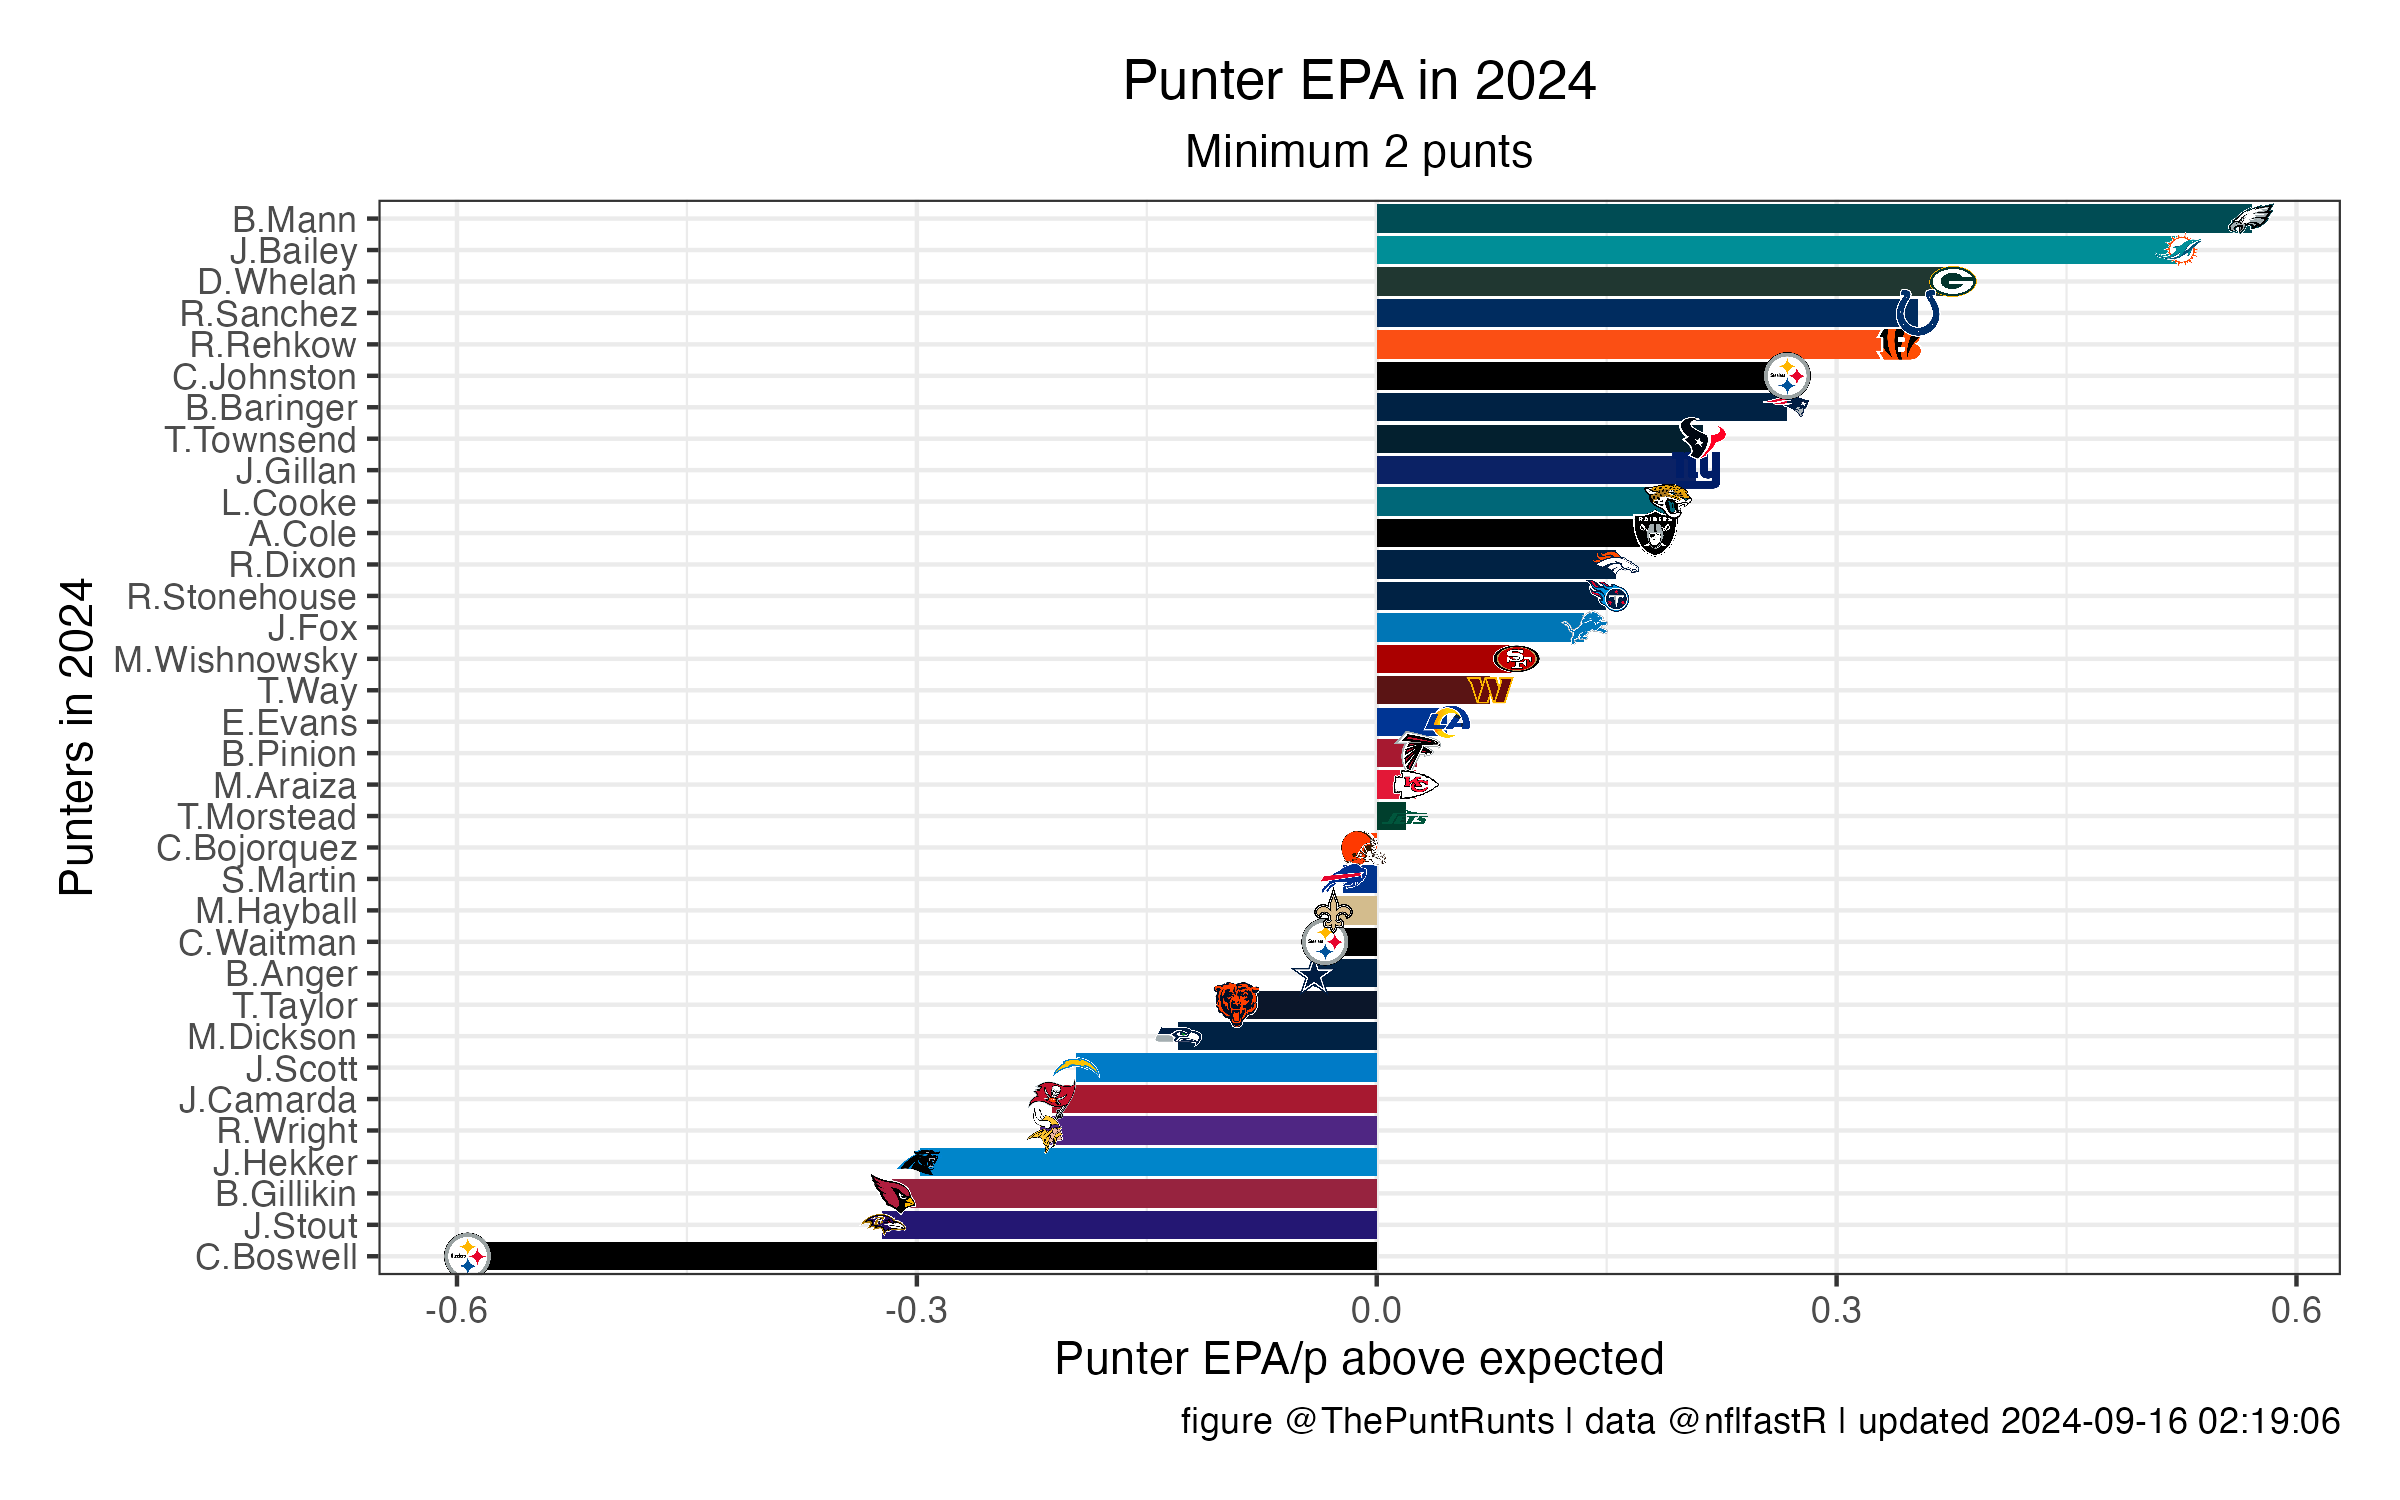 Punter EPA in 2024
Minimum 2 punts
Punters in 2024
B.Mann
J.Bailey
D.Whelan
R.Sanchez
R.Rehkow
C.Johnston
B.Baringer
T.Townsend
J.Gillan
L.Cooke
A.Cole
R.Dixon
R.Stonehouse
J.Fox
M.Wishnowsky
T.Way
E.Evans
B.Pinion
M.Araiza
T.Morstead
C.Bojorquez
S.Martin
M.Hayball
C.Waitman
B.Anger
T.Taylor
M.Dickson
J.Scott
J.Camarda
R.Wright
J.Hekker
B.Gillikin
J.Stout
C.Boswell
-0.6 -0.3 0.0 0.3 0.6
Punter EPA/p above expected
figure @ThePuntRunts | data @nflfastR | updated 2024-09-16 02:19:06